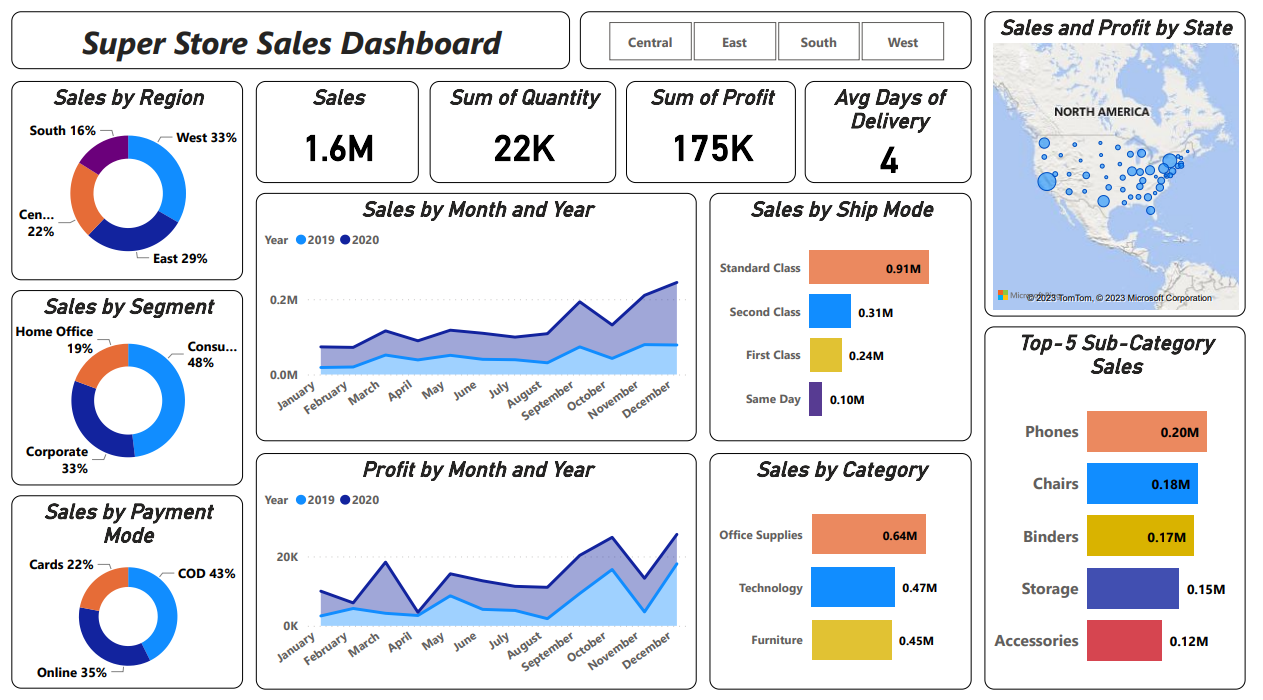 Super Store Sales Dashboard
Central
East
South
West
Sales and Profit by State
NORTH AMERICA
© 2023 TomTom, © 2023 Microsoft Corporation
Sales by Region
South 16%
West 33%
Cen...
22%
East 29%
Sales
1.6M
Sum of Quantity
22K
Sum of Profit
175K
Avg Days of
Delivery
4
Sales by Month and Year
Year 2019 2020
0.2M
0.0M
January
February
March
April
May
June
July
August
September
October
November
December
Sales by Ship Mode
Standard Class 0.91M
Second Class 0.31M
First Class 0.24M
Same Day 0.10M
Sales by Segment
Home Office
19%
Consu...
48%
Corporate
33%
Top-5 Sub-Category
Sales
Phones 0.20M
Chairs 0.18M
Binders 0.17M
Storage 0.15M
Accessories 0.12M
Profit by Month and Year
Year 2019 2020
20K
0K
January
February
March
April
May
June
July
August
September
October
November
December
Sales by Category
Office Supplies 0.64M
Technology 0.47M
Furniture 0.45M
Sales by Payment
Mode
Cards 22%
COD 43%
Online 35%